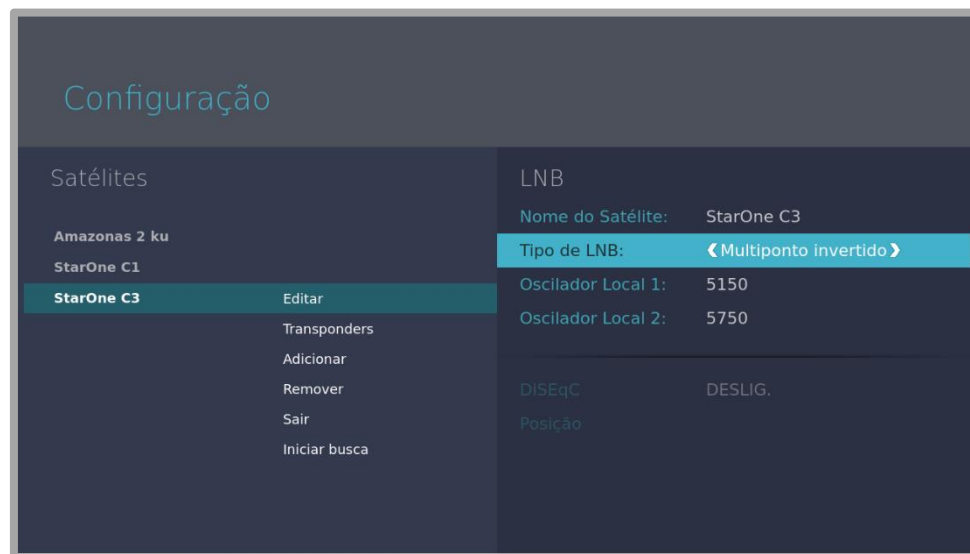 Configuração
Satélites
Amazonas 2 ku
StarOne C1
StarOne C3
Editar
Transponders
Adicionar
Remover
Sair
Iniciar busca
LNB
Nome do Satélite: StarOne C3
Tipo de LNB: ❮Multiponto invertido❯
Oscilador Local 1: 5150
Oscilador Local 2: 5750
DiSEqC DESLIG.
Posição